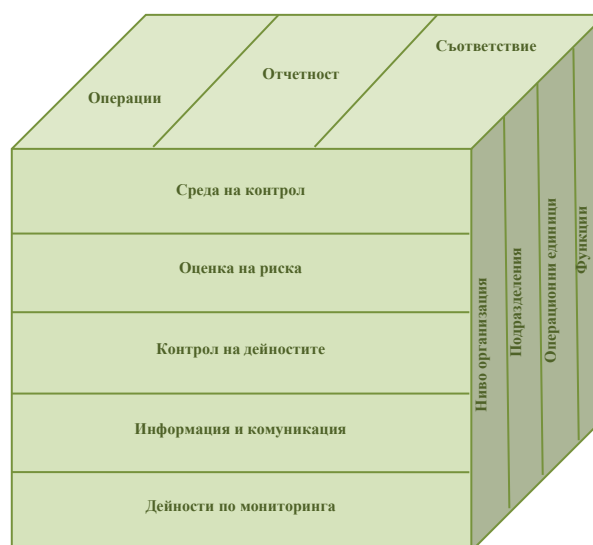 Операции
Отчетност
Съответствие
Среда на контрол
Оценка на риска
Контрол на дейностите
Информация и комуникация
Дейности по мониторинга
Ниво организация
Подразделения
Операционни единици
Функции